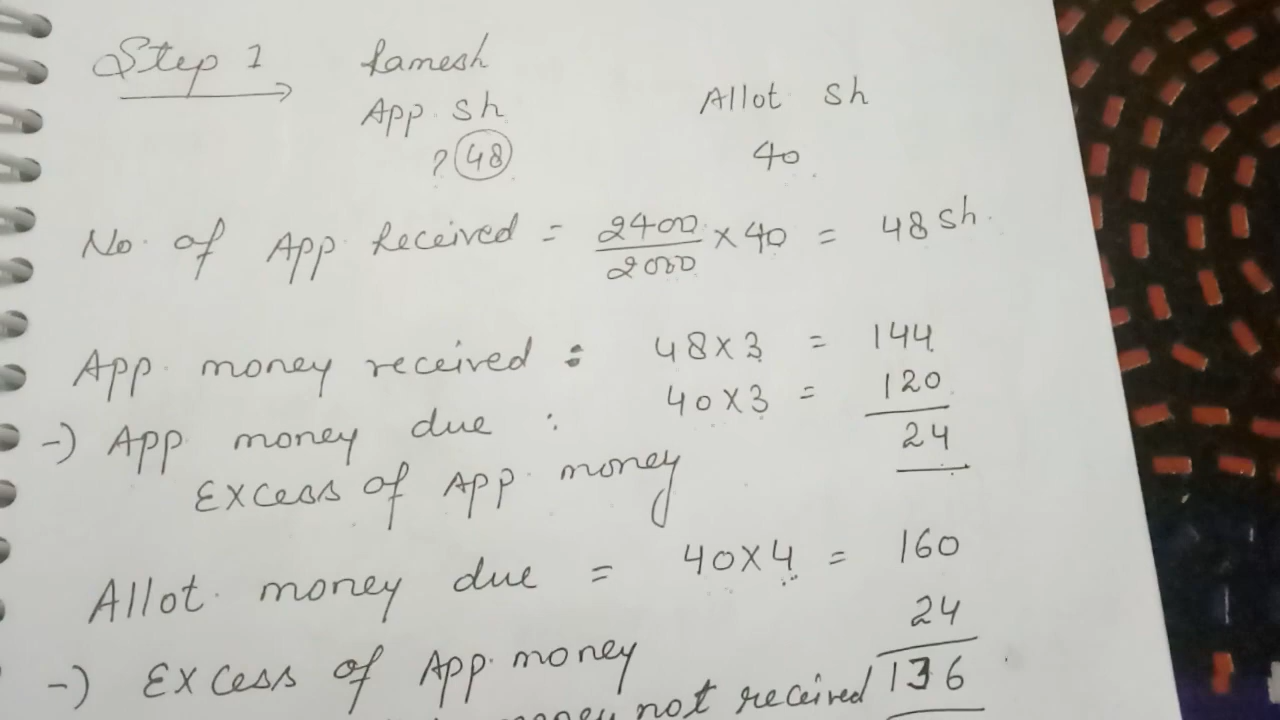 Step 1 Ramesh
App. Sh Allot Sh
? 48 40
No. of App. Received = 2400/2000 × 40 = 48 Sh.
App. money received : 48×3 = 144
-) App money due : 40×3 = 120
Excess of App. money 24
Allot. money due = 40×4 = 160
-) Excess of App. money 24
money not received 136